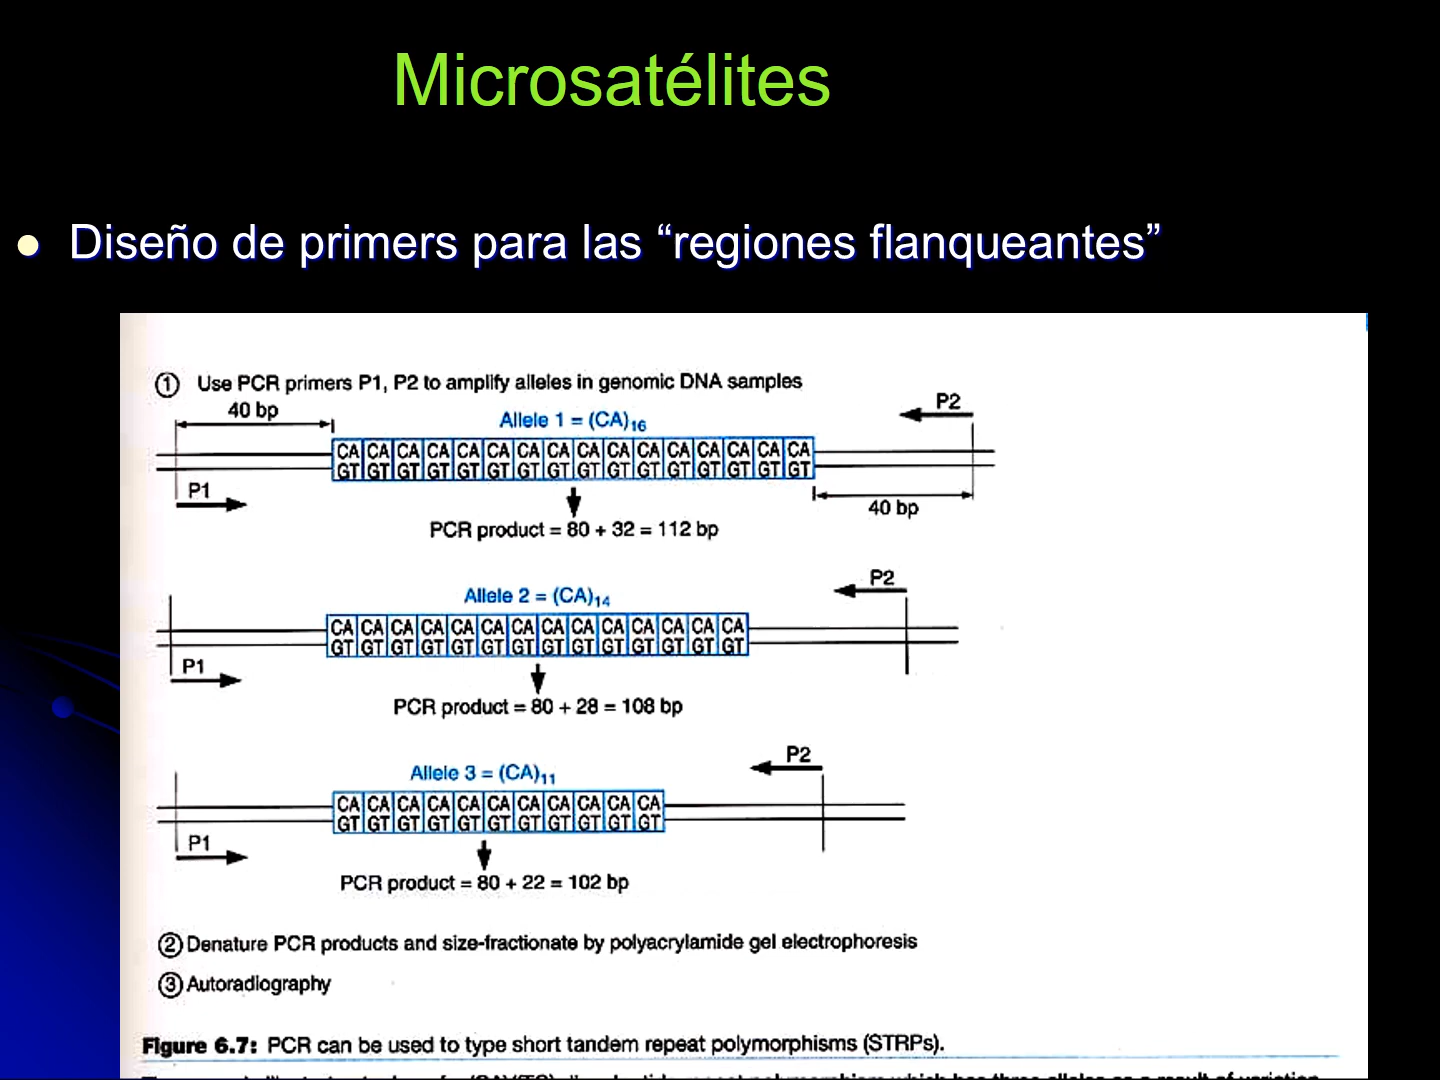 Microsatélites
Diseño de primers para las “regiones flanqueantes”
① Use PCR primers P1, P2 to amplify alleles in genomic DNA samples
40 bp
Allele 1 = (CA)16
P2
CA CA CA CA CA CA CA CA CA CA CA CA CA CA CA CA
GT GT GT GT GT GT GT GT GT GT GT GT GT GT GT GT
P1
40 bp
PCR product = 80 + 32 = 112 bp
P2
Allele 2 = (CA)14
CA CA CA CA CA CA CA CA CA CA CA CA CA CA
GT GT GT GT GT GT GT GT GT GT GT GT GT GT
P1
PCR product = 80 + 28 = 108 bp
P2
Allele 3 = (CA)11
CA CA CA CA CA CA CA CA CA CA CA
GT GT GT GT GT GT GT GT GT GT GT
P1
PCR product = 80 + 22 = 102 bp
② Denature PCR products and size-fractionate by polyacrylamide gel electrophoresis
③ Autoradiography
Figure 6.7: PCR can be used to type short tandem repeat polymorphisms (STRPs).